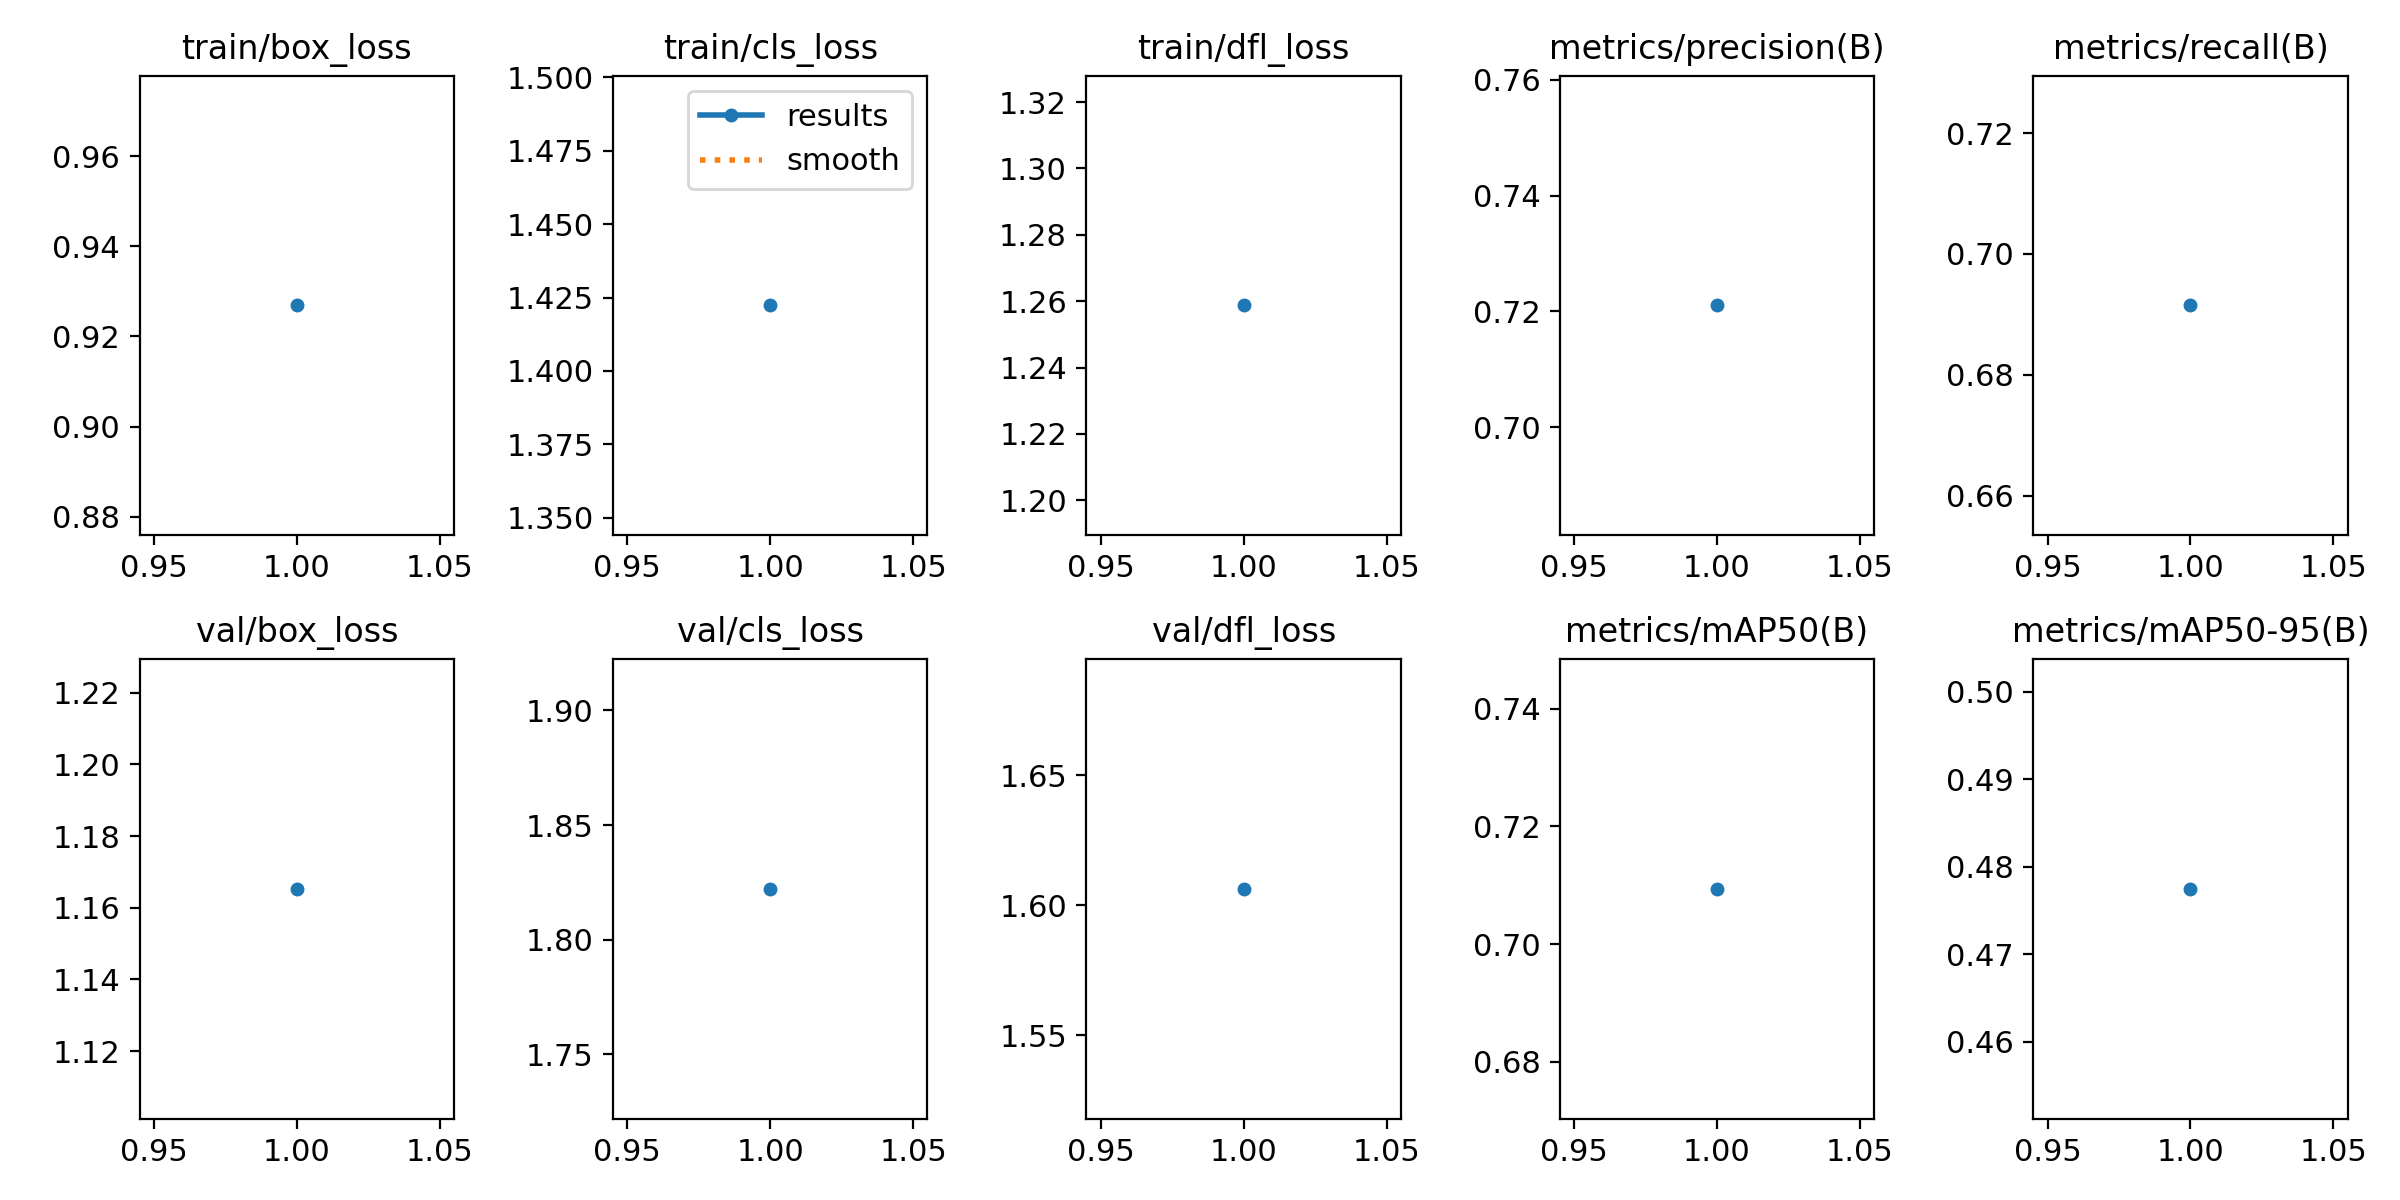 train/box_loss
0.96
0.94
0.92
0.90
0.88
0.95 1.00 1.05
train/cls_loss
results
smooth
1.500
1.475
1.450
1.425
1.400
1.375
1.350
0.95 1.00 1.05
train/dfl_loss
1.32
1.30
1.28
1.26
1.24
1.22
1.20
0.95 1.00 1.05
metrics/precision(B)
0.76
0.74
0.72
0.70
0.95 1.00 1.05
metrics/recall(B)
0.72
0.70
0.68
0.66
0.95 1.00 1.05
val/box_loss
1.22
1.20
1.18
1.16
1.14
1.12
0.95 1.00 1.05
val/cls_loss
1.90
1.85
1.80
1.75
0.95 1.00 1.05
val/dfl_loss
1.65
1.60
1.55
0.95 1.00 1.05
metrics/mAP50(B)
0.74
0.72
0.70
0.68
0.95 1.00 1.05
metrics/mAP50-95(B)
0.50
0.49
0.48
0.47
0.46
0.95 1.00 1.05